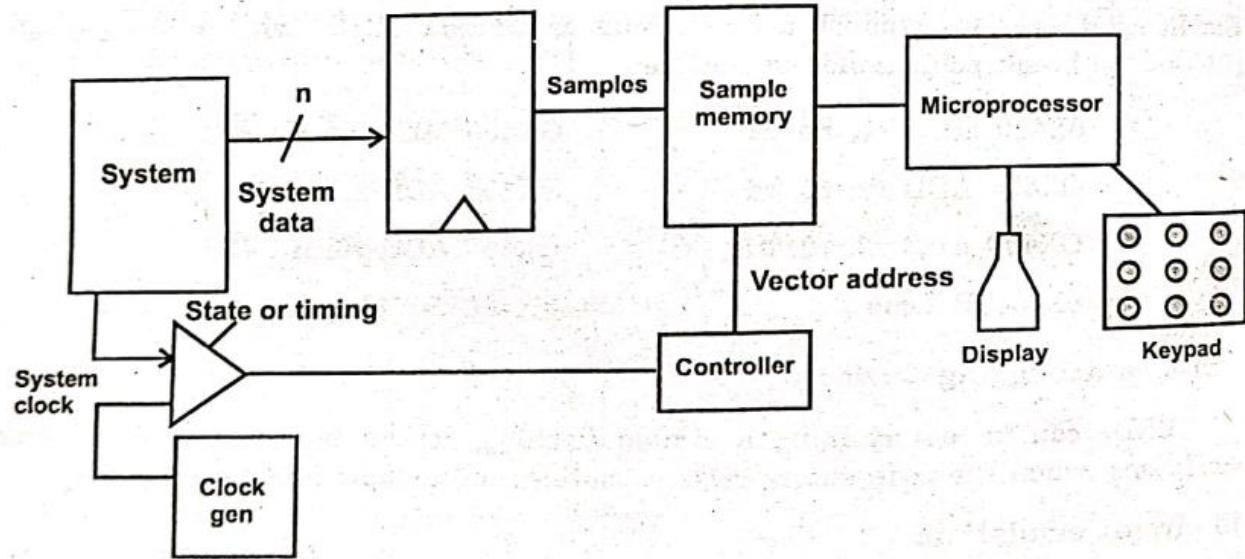 System
n
System
data
Samples
Sample
memory
Microprocessor
Vector address
State or timing
System
clock
Controller
Display
Keypad
Clock
gen